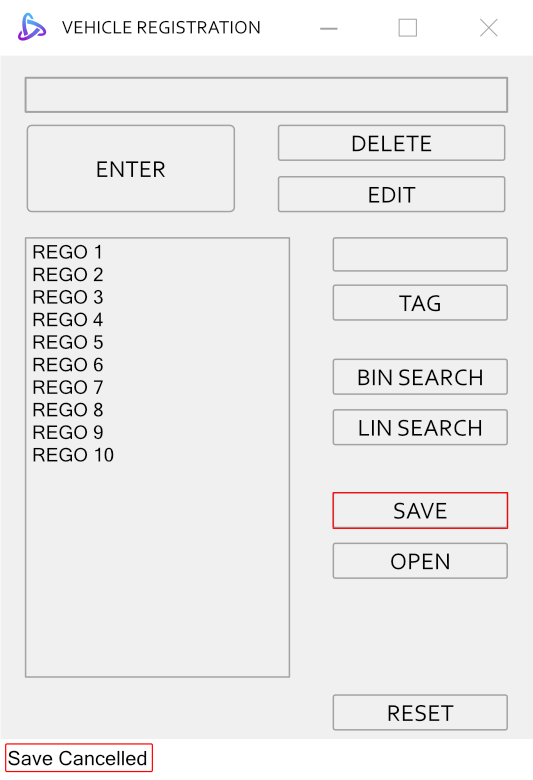 VEHICLE REGISTRATION
ENTER
DELETE
EDIT
REGO 1
REGO 2
REGO 3
REGO 4
REGO 5
REGO 6
REGO 7
REGO 8
REGO 9
REGO 10
TAG
BIN SEARCH
LIN SEARCH
SAVE
OPEN
RESET
Save Cancelled